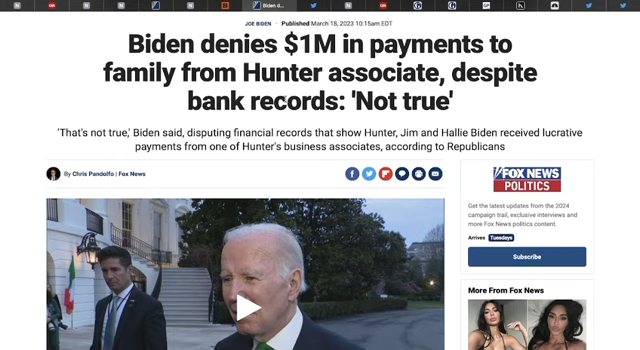 Biden d...
JOE BIDEN · Published March 18, 2023 10:15am EDT
Biden denies $1M in payments to
family from Hunter associate, despite
bank records: 'Not true'
'That's not true,' Biden said, disputing financial records that show Hunter, Jim and Hallie Biden received lucrative
payments from one of Hunter's business associates, according to Republicans
By Chris Pandolfo | Fox News
FOX NEWS
POLITICS
Get the latest updates from the 2024
campaign trail, exclusive interviews and
more Fox News politics content.
Arrives Tuesdays
Subscribe
More From Fox News